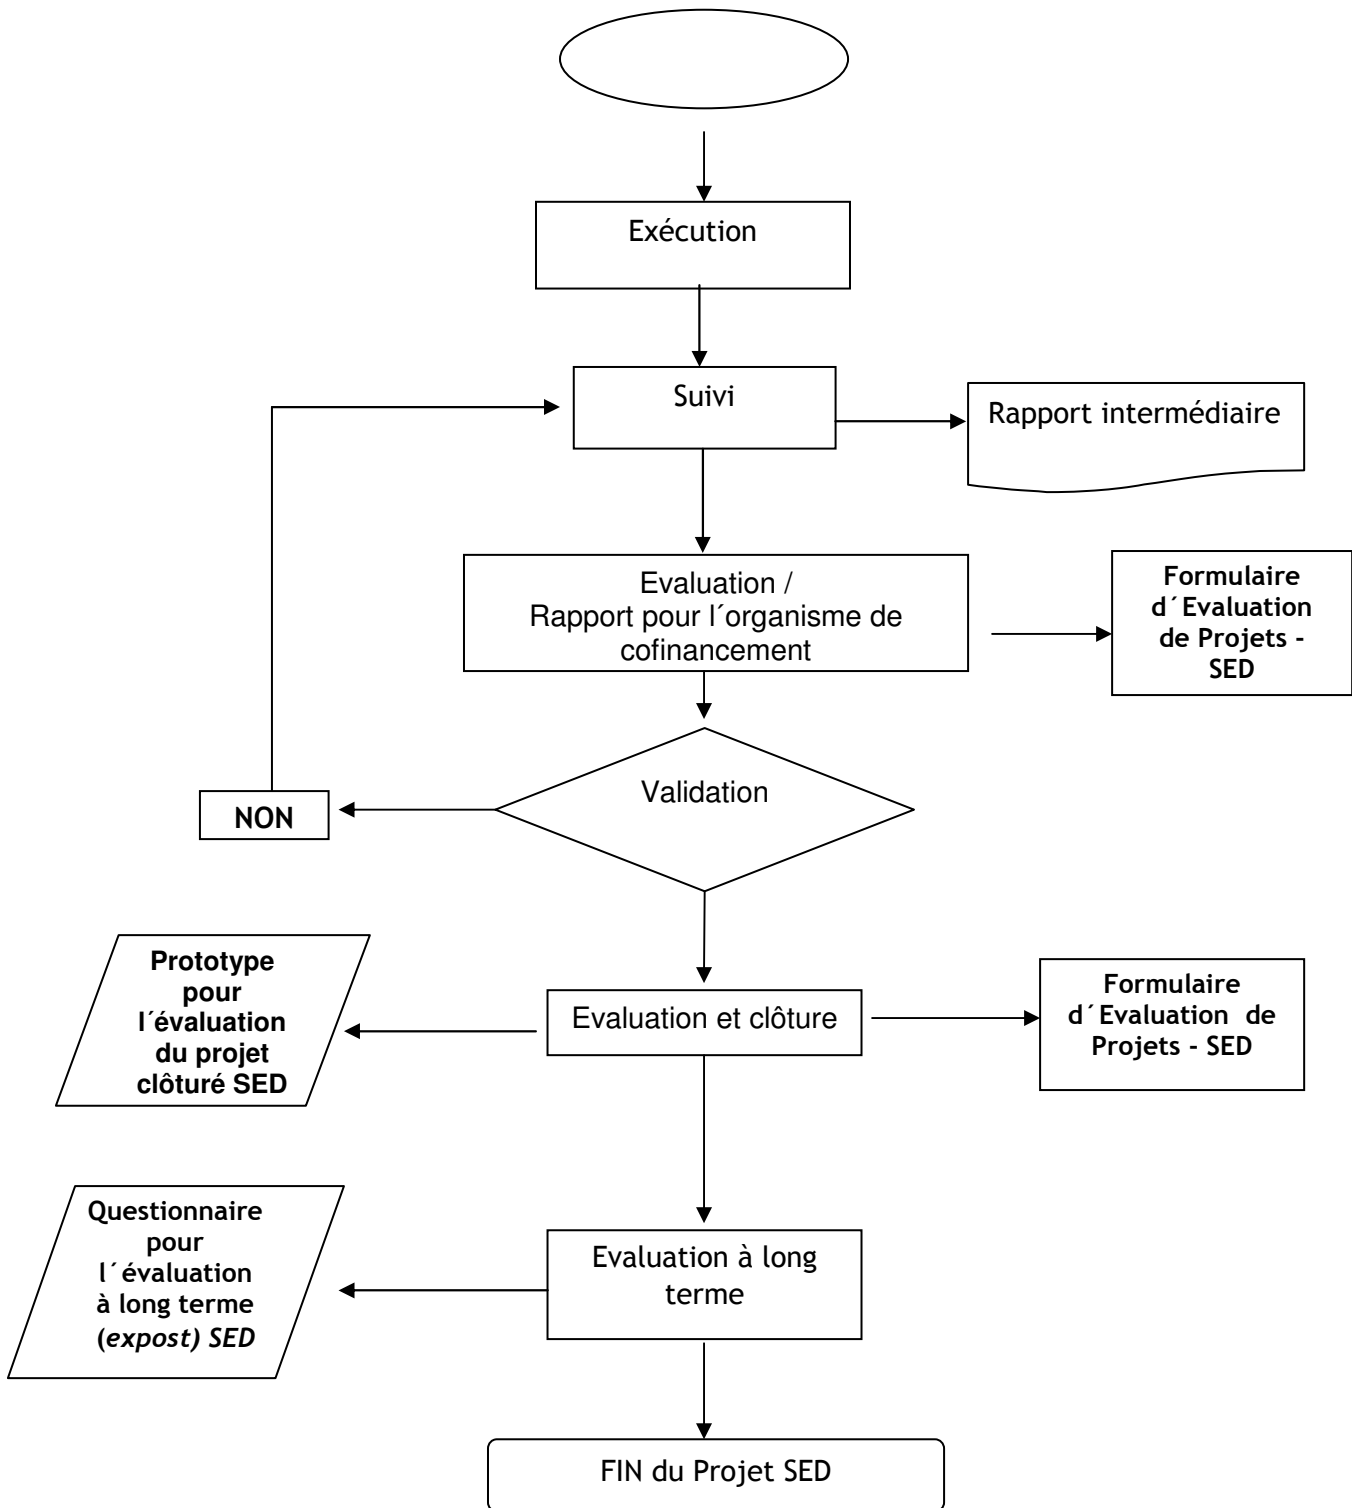 Exécution
Suivi
Rapport intermédiaire
Evaluation /
Rapport pour l´organisme de
cofinancement
Formulaire
d´Evaluation
de Projets -
SED
Validation
NON
Prototype
pour
l´évaluation
du projet
clôturé SED
Evaluation et clôture
Formulaire
d´Evaluation de
Projets - SED
Questionnaire
pour
l´évaluation
à long terme
(expost) SED
Evaluation à long
terme
FIN du Projet SED